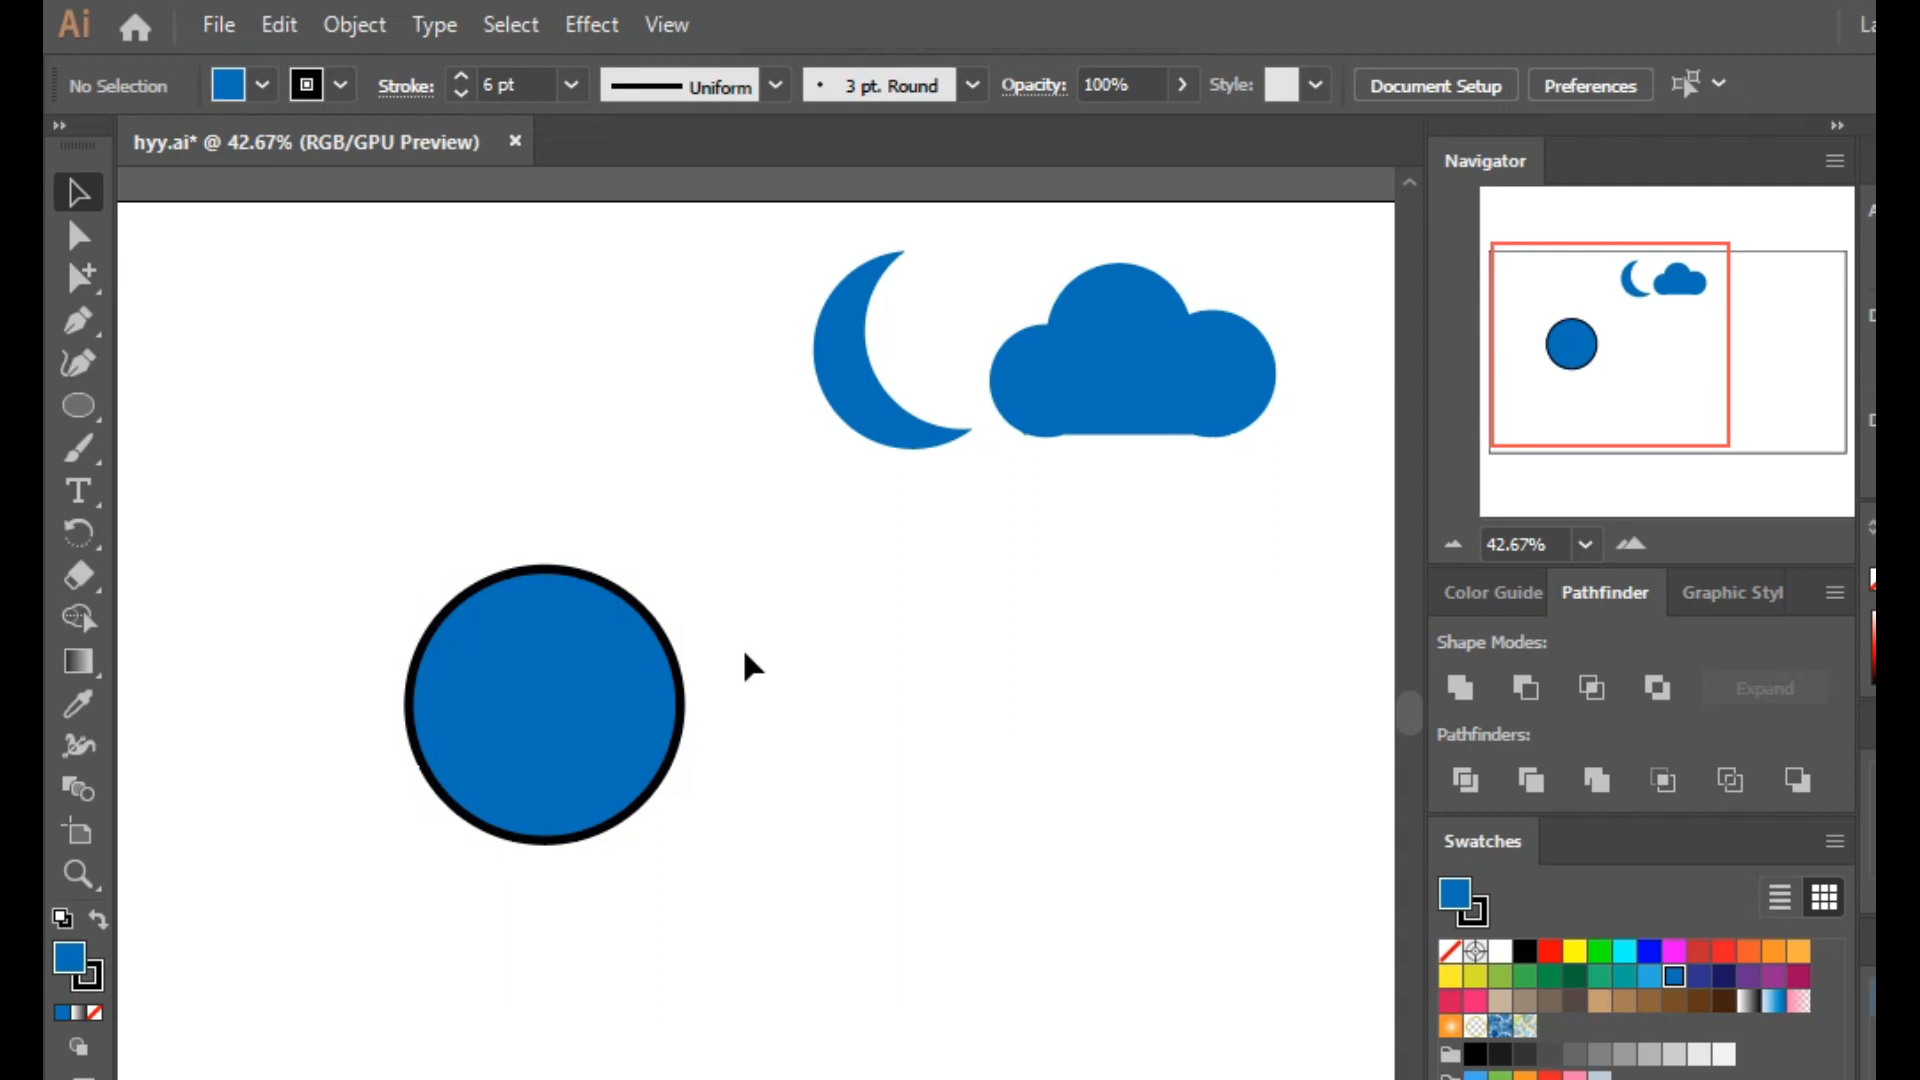 Ai File Edit Object Type Select Effect View La
No Selection Stroke: 6 pt Uniform 3 pt. Round Opacity: 100% Style: Document Setup Preferences
hyy.ai* @ 42.67% (RGB/GPU Preview) ×
Navigator
42.67%
Color Guide Pathfinder Graphic Styl
Shape Modes:
Expand
Pathfinders:
Swatches